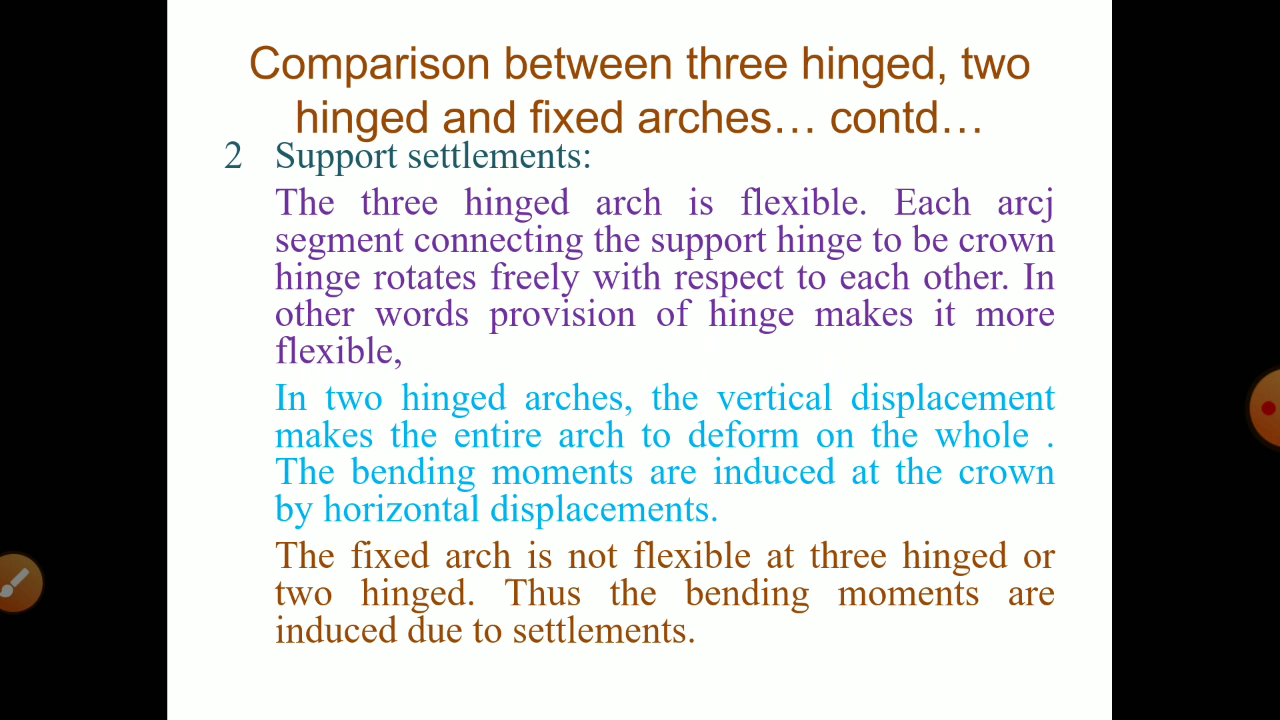 Comparison between three hinged, two
hinged and fixed arches... contd...
2 Support settlements:
The three hinged arch is flexible. Each arcj
segment connecting the support hinge to be crown
hinge rotates freely with respect to each other. In
other words provision of hinge makes it more
flexible,
In two hinged arches, the vertical displacement
makes the entire arch to deform on the whole .
The bending moments are induced at the crown
by horizontal displacements.
The fixed arch is not flexible at three hinged or
two hinged. Thus the bending moments are
induced due to settlements.